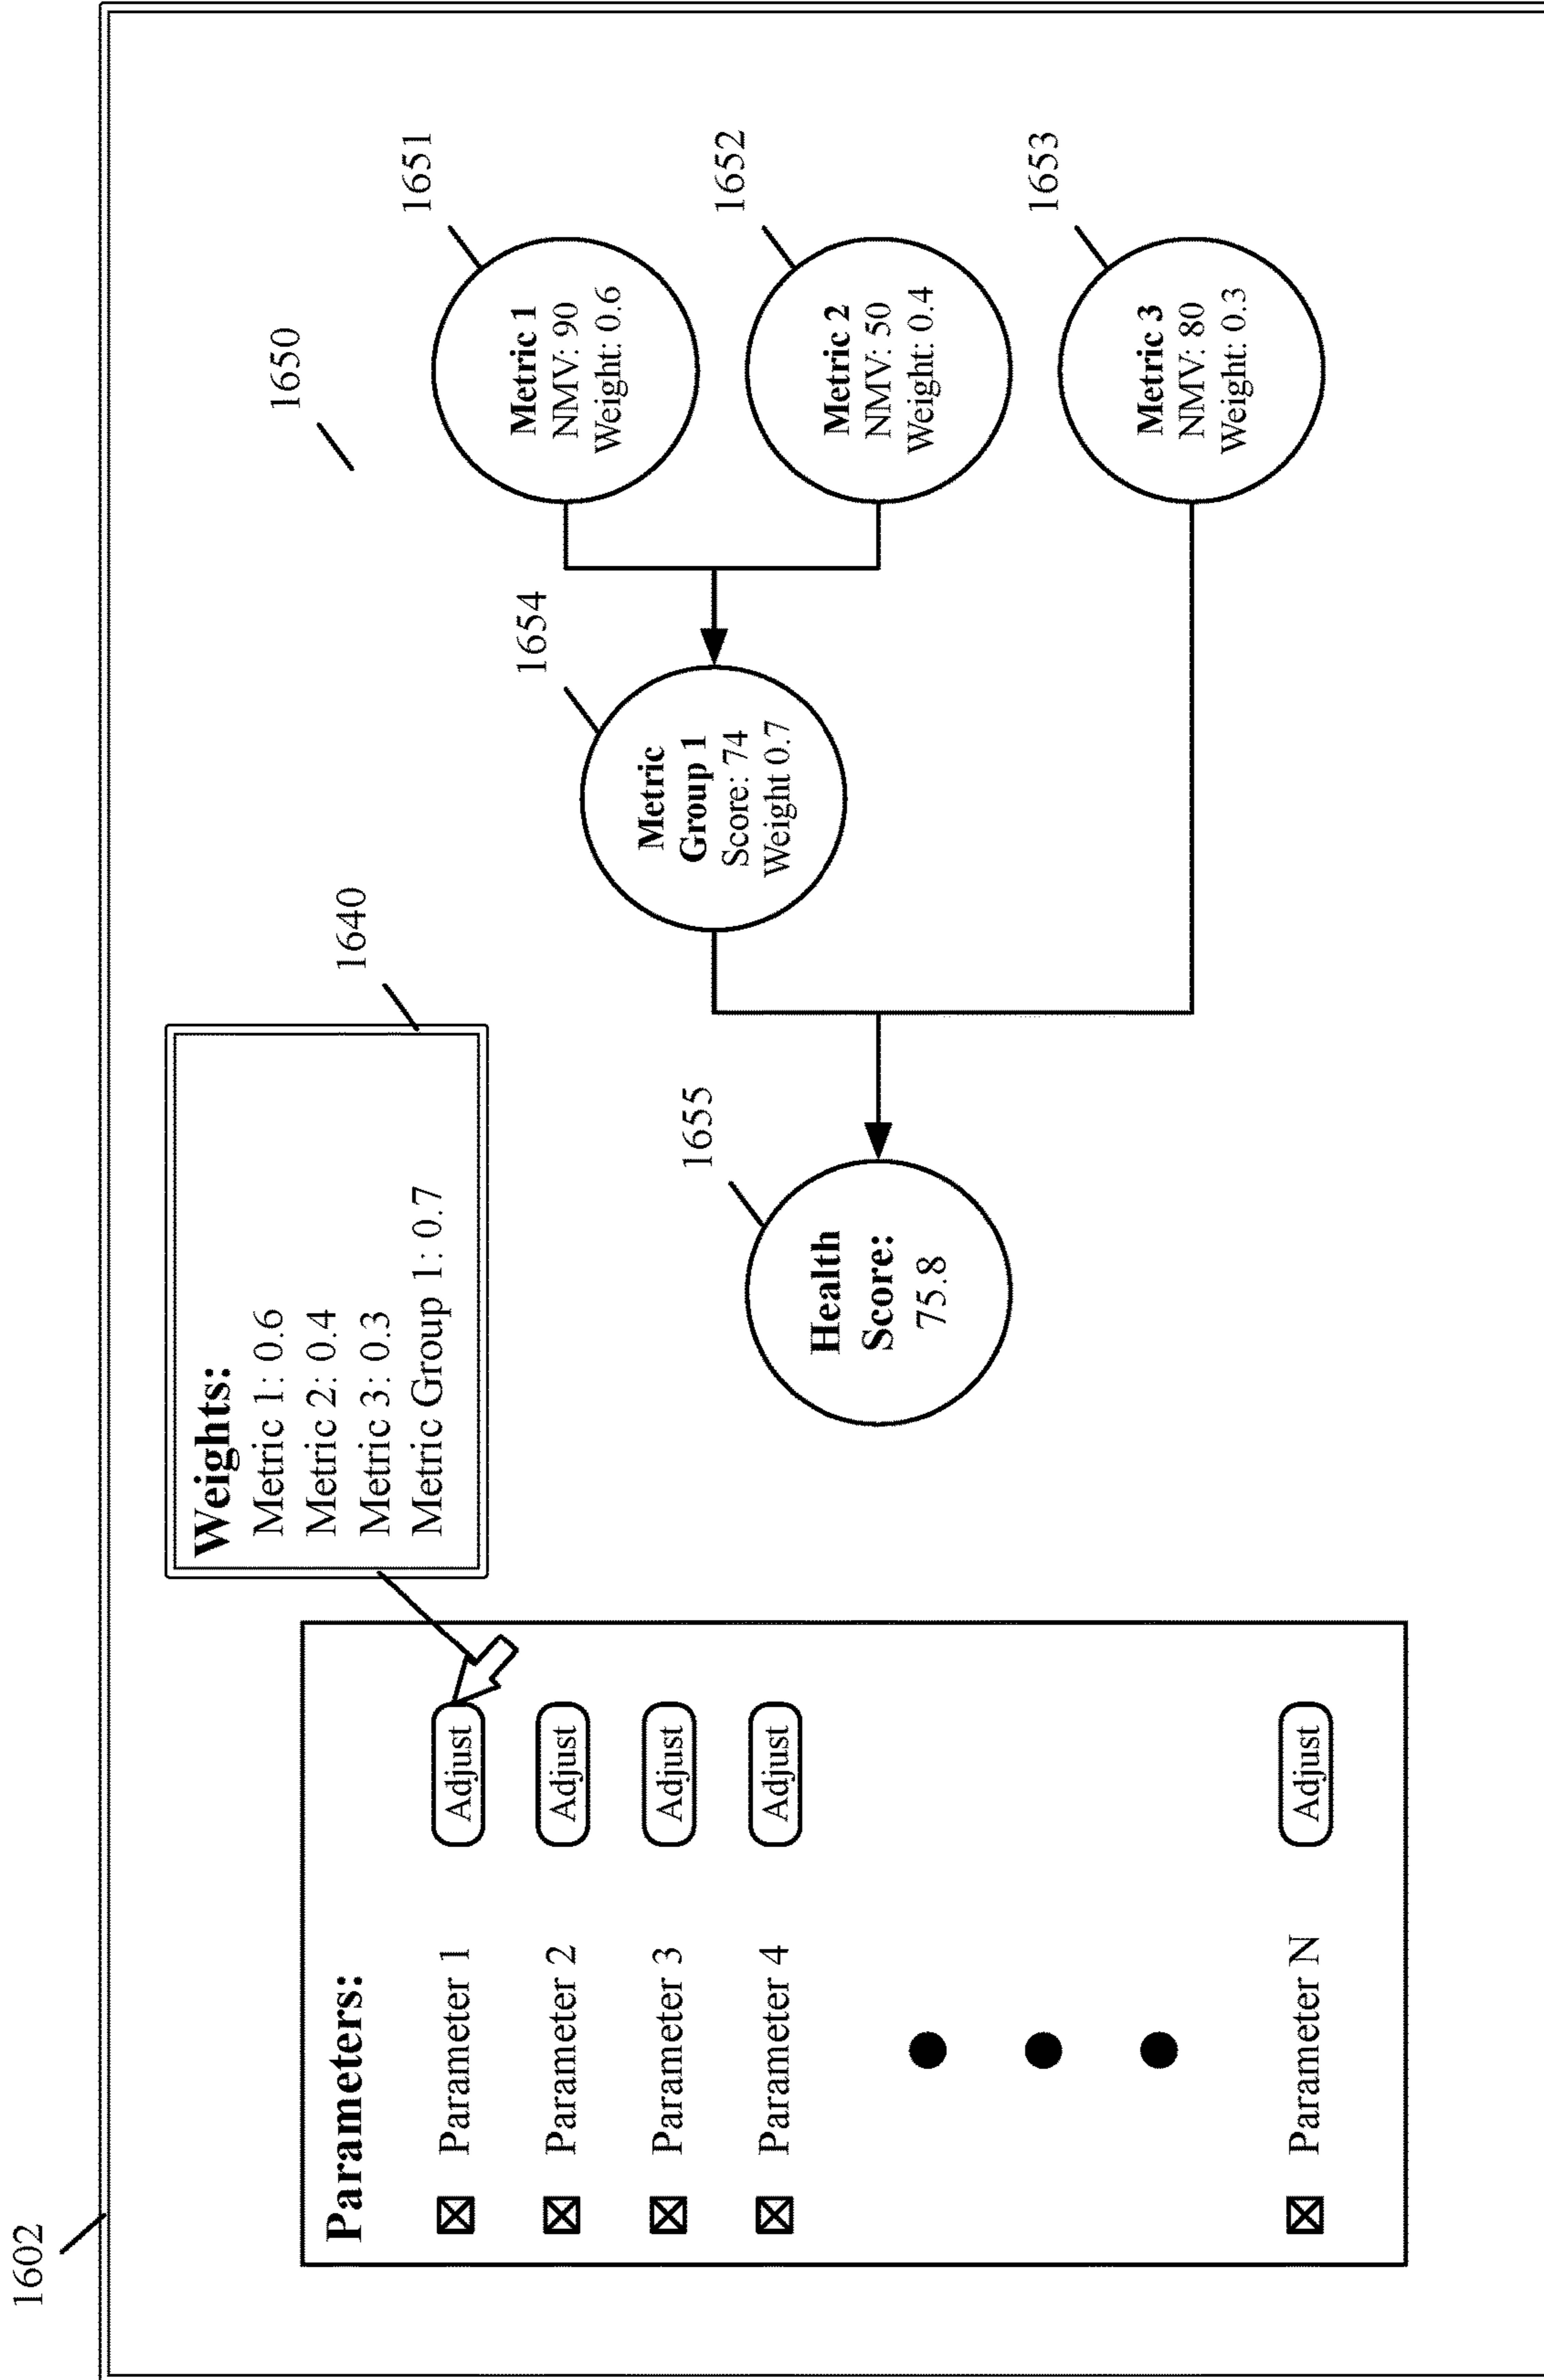 1602
Parameters:
Parameter 1
Adjust
Parameter 2
Adjust
Parameter 3
Adjust
Parameter 4
Adjust
Parameter N
Adjust
Weights:
Metric 1: 0.6
Metric 2: 0.4
Metric 3: 0.3
Metric Group 1: 0.7
1640
1650
Health
Score:
75.8
1655
Metric
Group 1
Score: 74
Weight 0.7
1654
Metric 1
NMV: 90
Weight: 0.6
1651
Metric 2
NMV: 50
Weight: 0.4
1652
Metric 3
NMV: 80
Weight: 0.3
1653